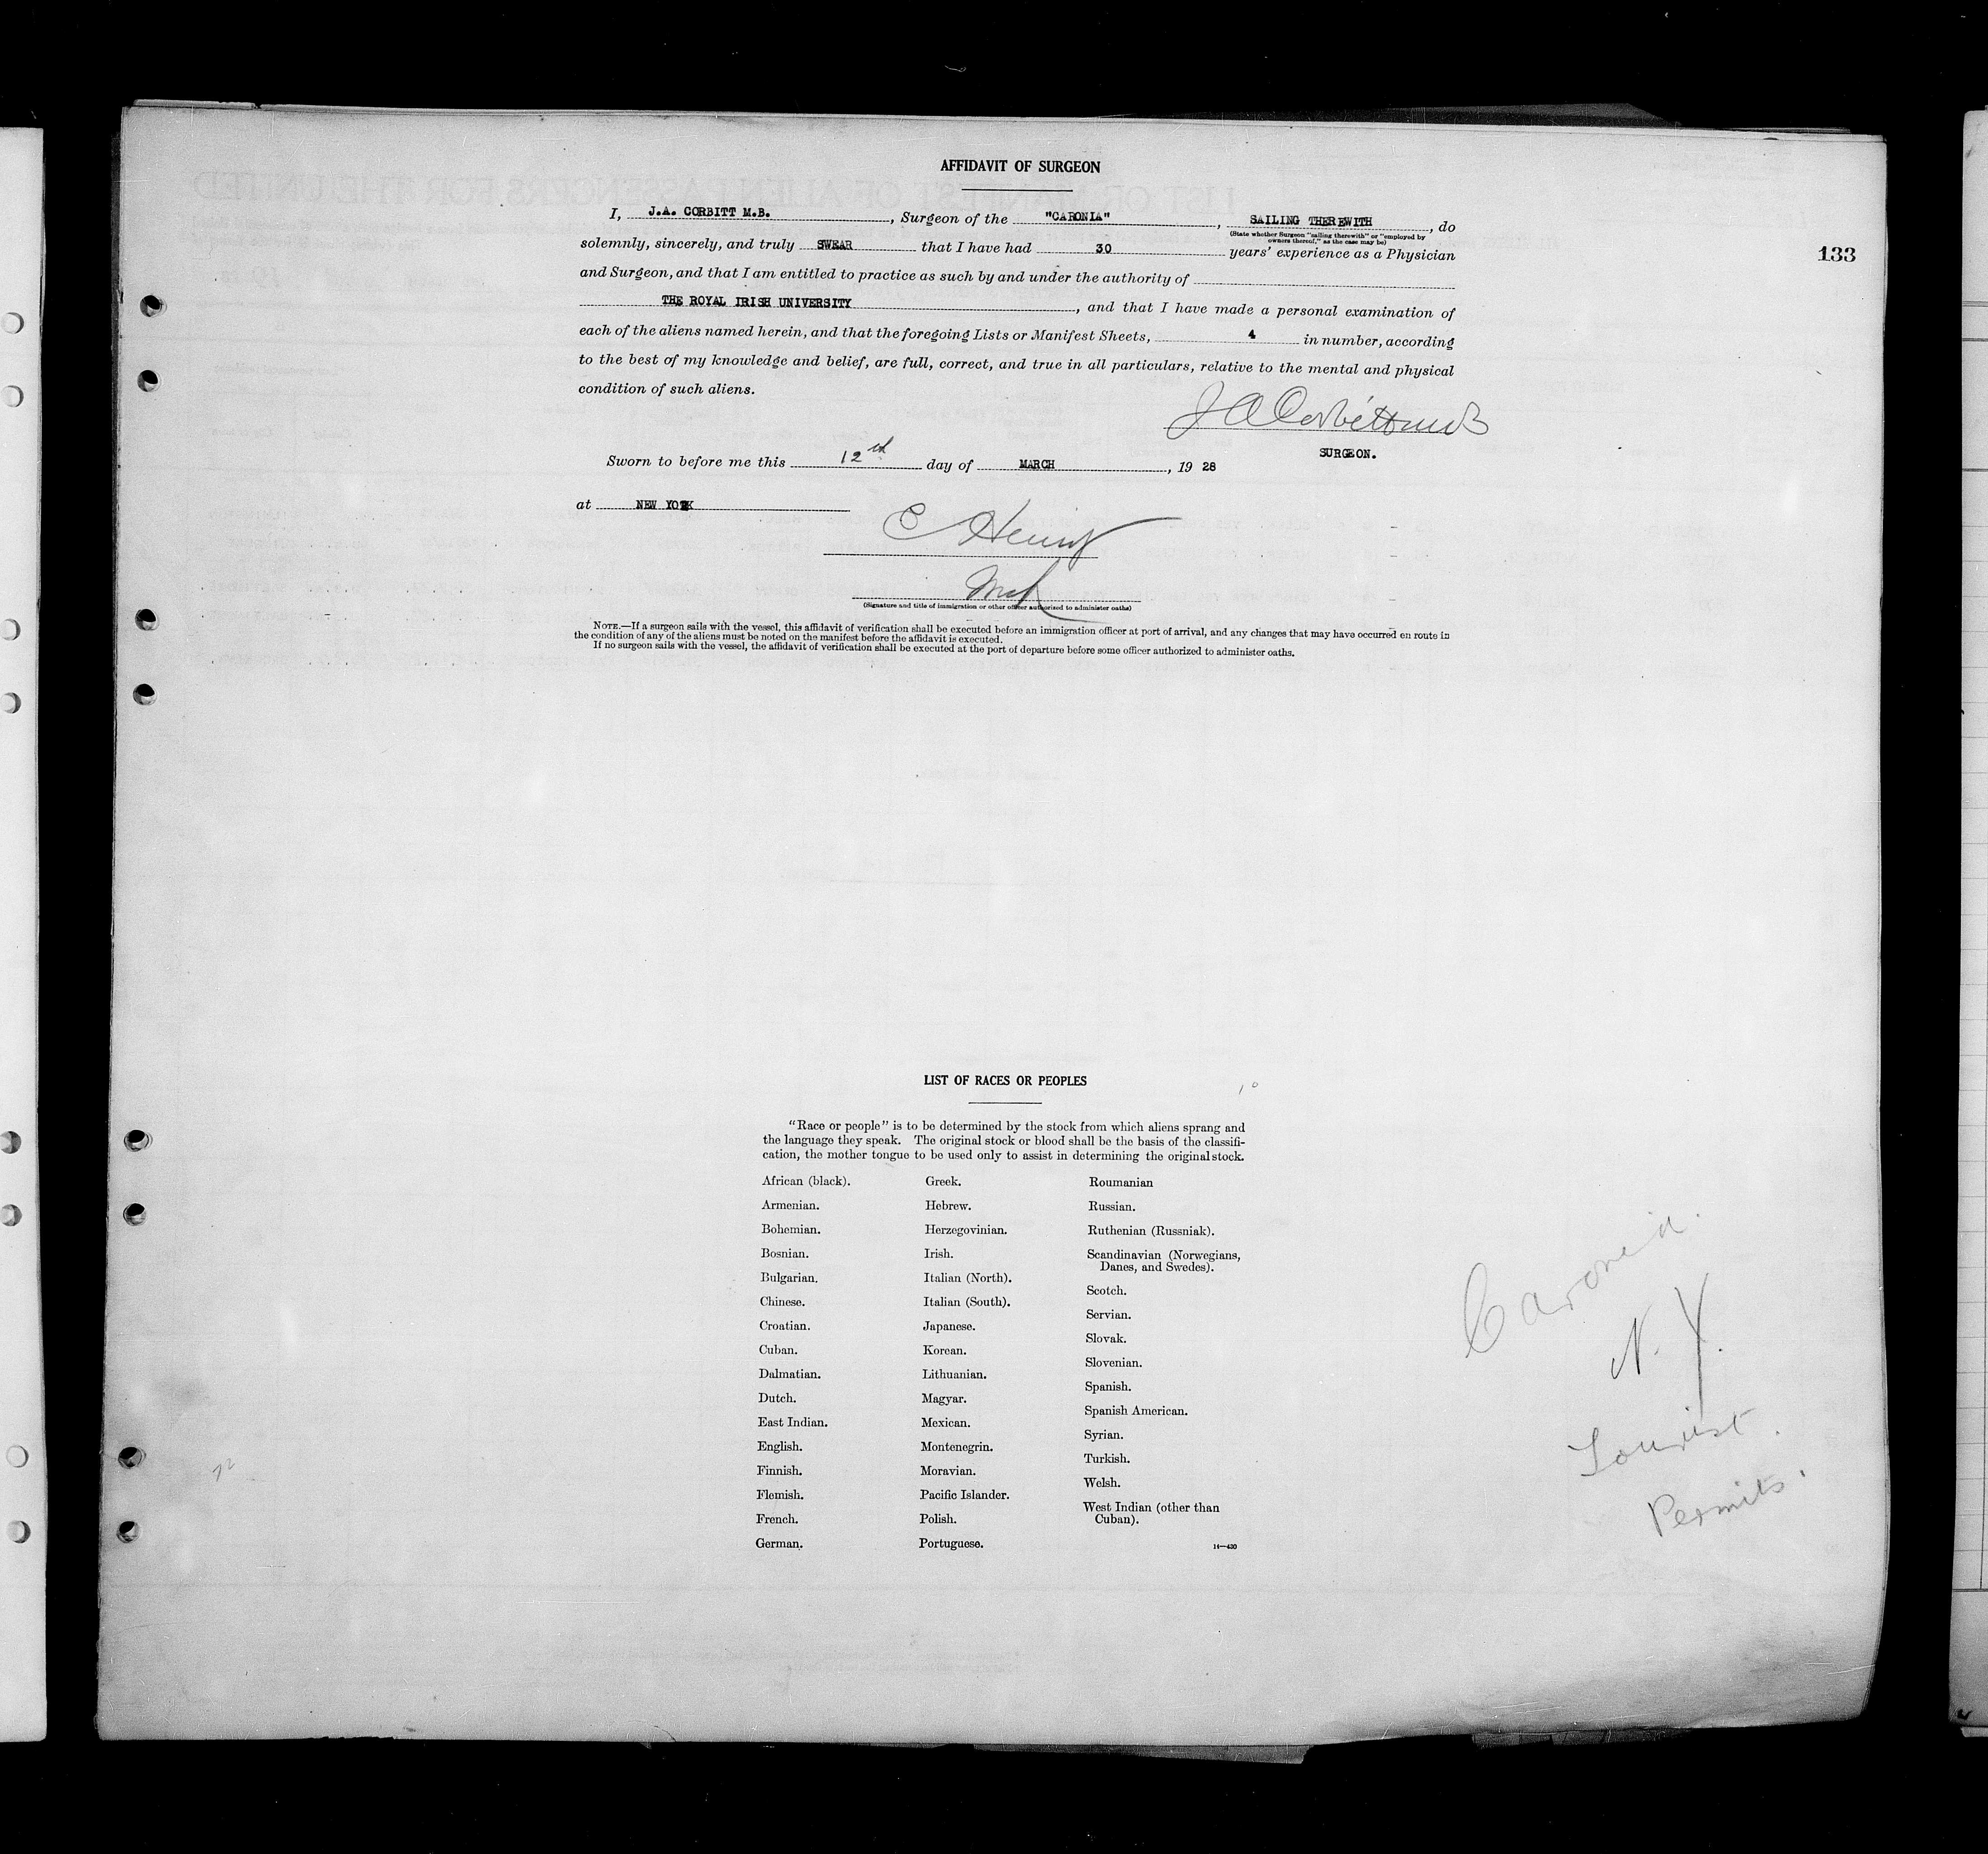 AFFIDAVIT OF SURGEON
133
I, J.A. CORBITT M.B., Surgeon of the "CARONIA", SAILING THEREWITH, do
(State whether Surgeon "sailing therewith" or "employed by
owners thereof," as the case may be)
solemnly, sincerely, and truly SWEAR that I have had 30 years' experience as a Physician
and Surgeon, and that I am entitled to practice as such by and under the authority of
THE ROYAL IRISH UNIVERSITY, and that I have made a personal examination of
each of the aliens named herein, and that the foregoing Lists or Manifest Sheets, 4 in number, according
to the best of my knowledge and belief, are full, correct, and true in all particulars, relative to the mental and physical
condition of such aliens.
J A Corbitt M B
SURGEON.
Sworn to before me this 12th day of MARCH, 19 28
at NEW YORK
C Henry
(Signature and title of immigration or other officer authorized to administer oaths)
NOTE.—If a surgeon sails with the vessel, this affidavit of verification shall be executed before an immigration officer at port of arrival, and any changes that may have occurred en route in
the condition of any of the aliens must be noted on the manifest before the affidavit is executed.
If no surgeon sails with the vessel, the affidavit of verification shall be executed at the port of departure before some officer authorized to administer oaths.
LIST OF RACES OR PEOPLES
"Race or people" is to be determined by the stock from which aliens sprang and
the language they speak. The original stock or blood shall be the basis of the classifi-
cation, the mother tongue to be used only to assist in determining the original stock.
African (black).
Armenian.
Bohemian.
Bosnian.
Bulgarian.
Chinese.
Croatian.
Cuban.
Dalmatian.
Dutch.
East Indian.
English.
Finnish.
Flemish.
French.
German.
Greek.
Hebrew.
Herzegovinian.
Irish.
Italian (North).
Italian (South).
Japanese.
Korean.
Lithuanian.
Magyar.
Mexican.
Montenegrin.
Moravian.
Pacific Islander.
Polish.
Portuguese.
Roumanian
Russian.
Ruthenian (Russniak).
Scandinavian (Norwegians,
Danes, and Swedes).
Scotch.
Servian.
Slovak.
Slovenian.
Spanish.
Spanish American.
Syrian.
Turkish.
Welsh.
West Indian (other than
Cuban).
14—430
Caronia.
N. Y.
Tourist.
Permits.